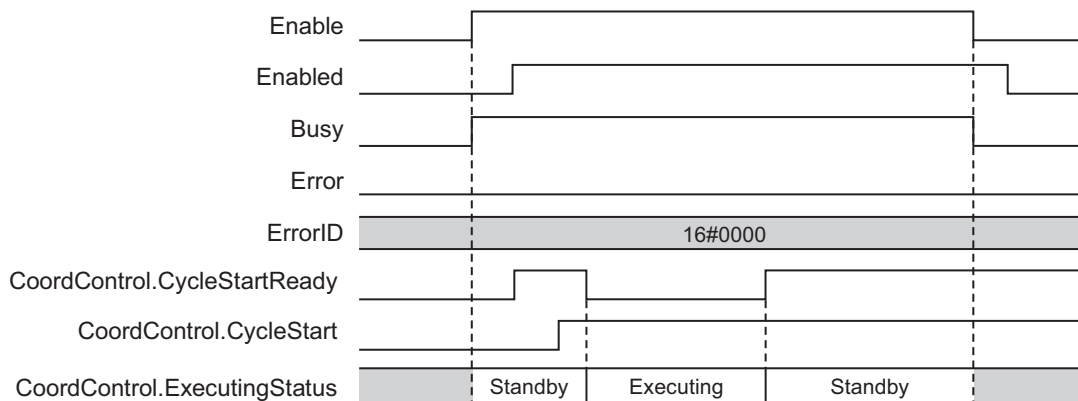 Enable
Enabled
Busy
Error
ErrorID
16#0000
CoordControl.CycleStartReady
CoordControl.CycleStart
CoordControl.ExecutingStatus
Standby
Executing
Standby